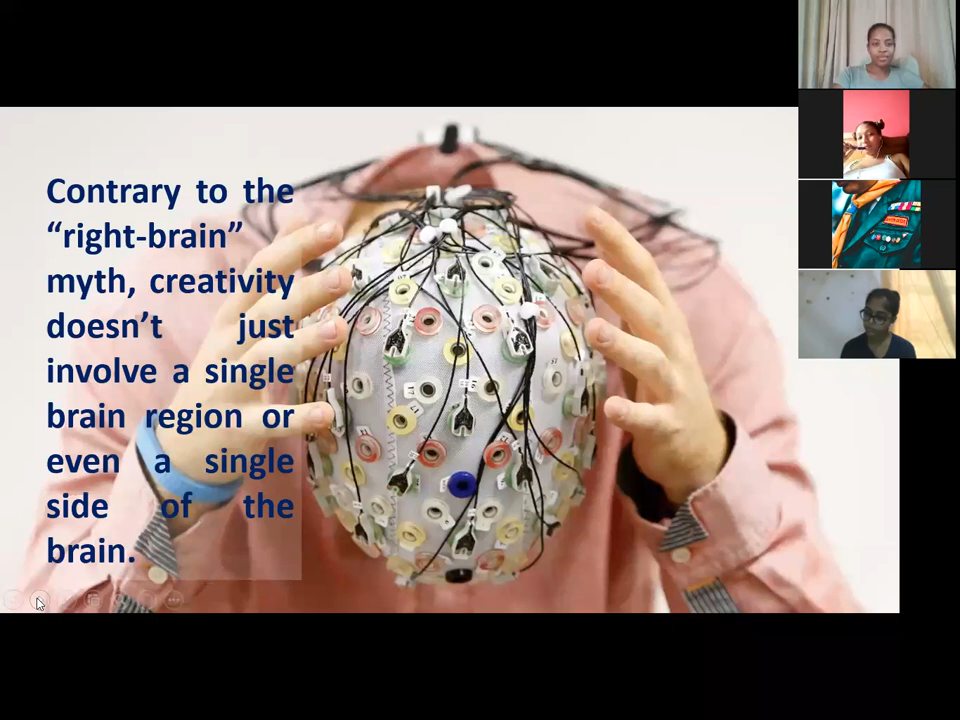 Contrary to the
“right-brain”
myth, creativity
doesn’t just
involve a single
brain region or
even a single
side of the
brain.